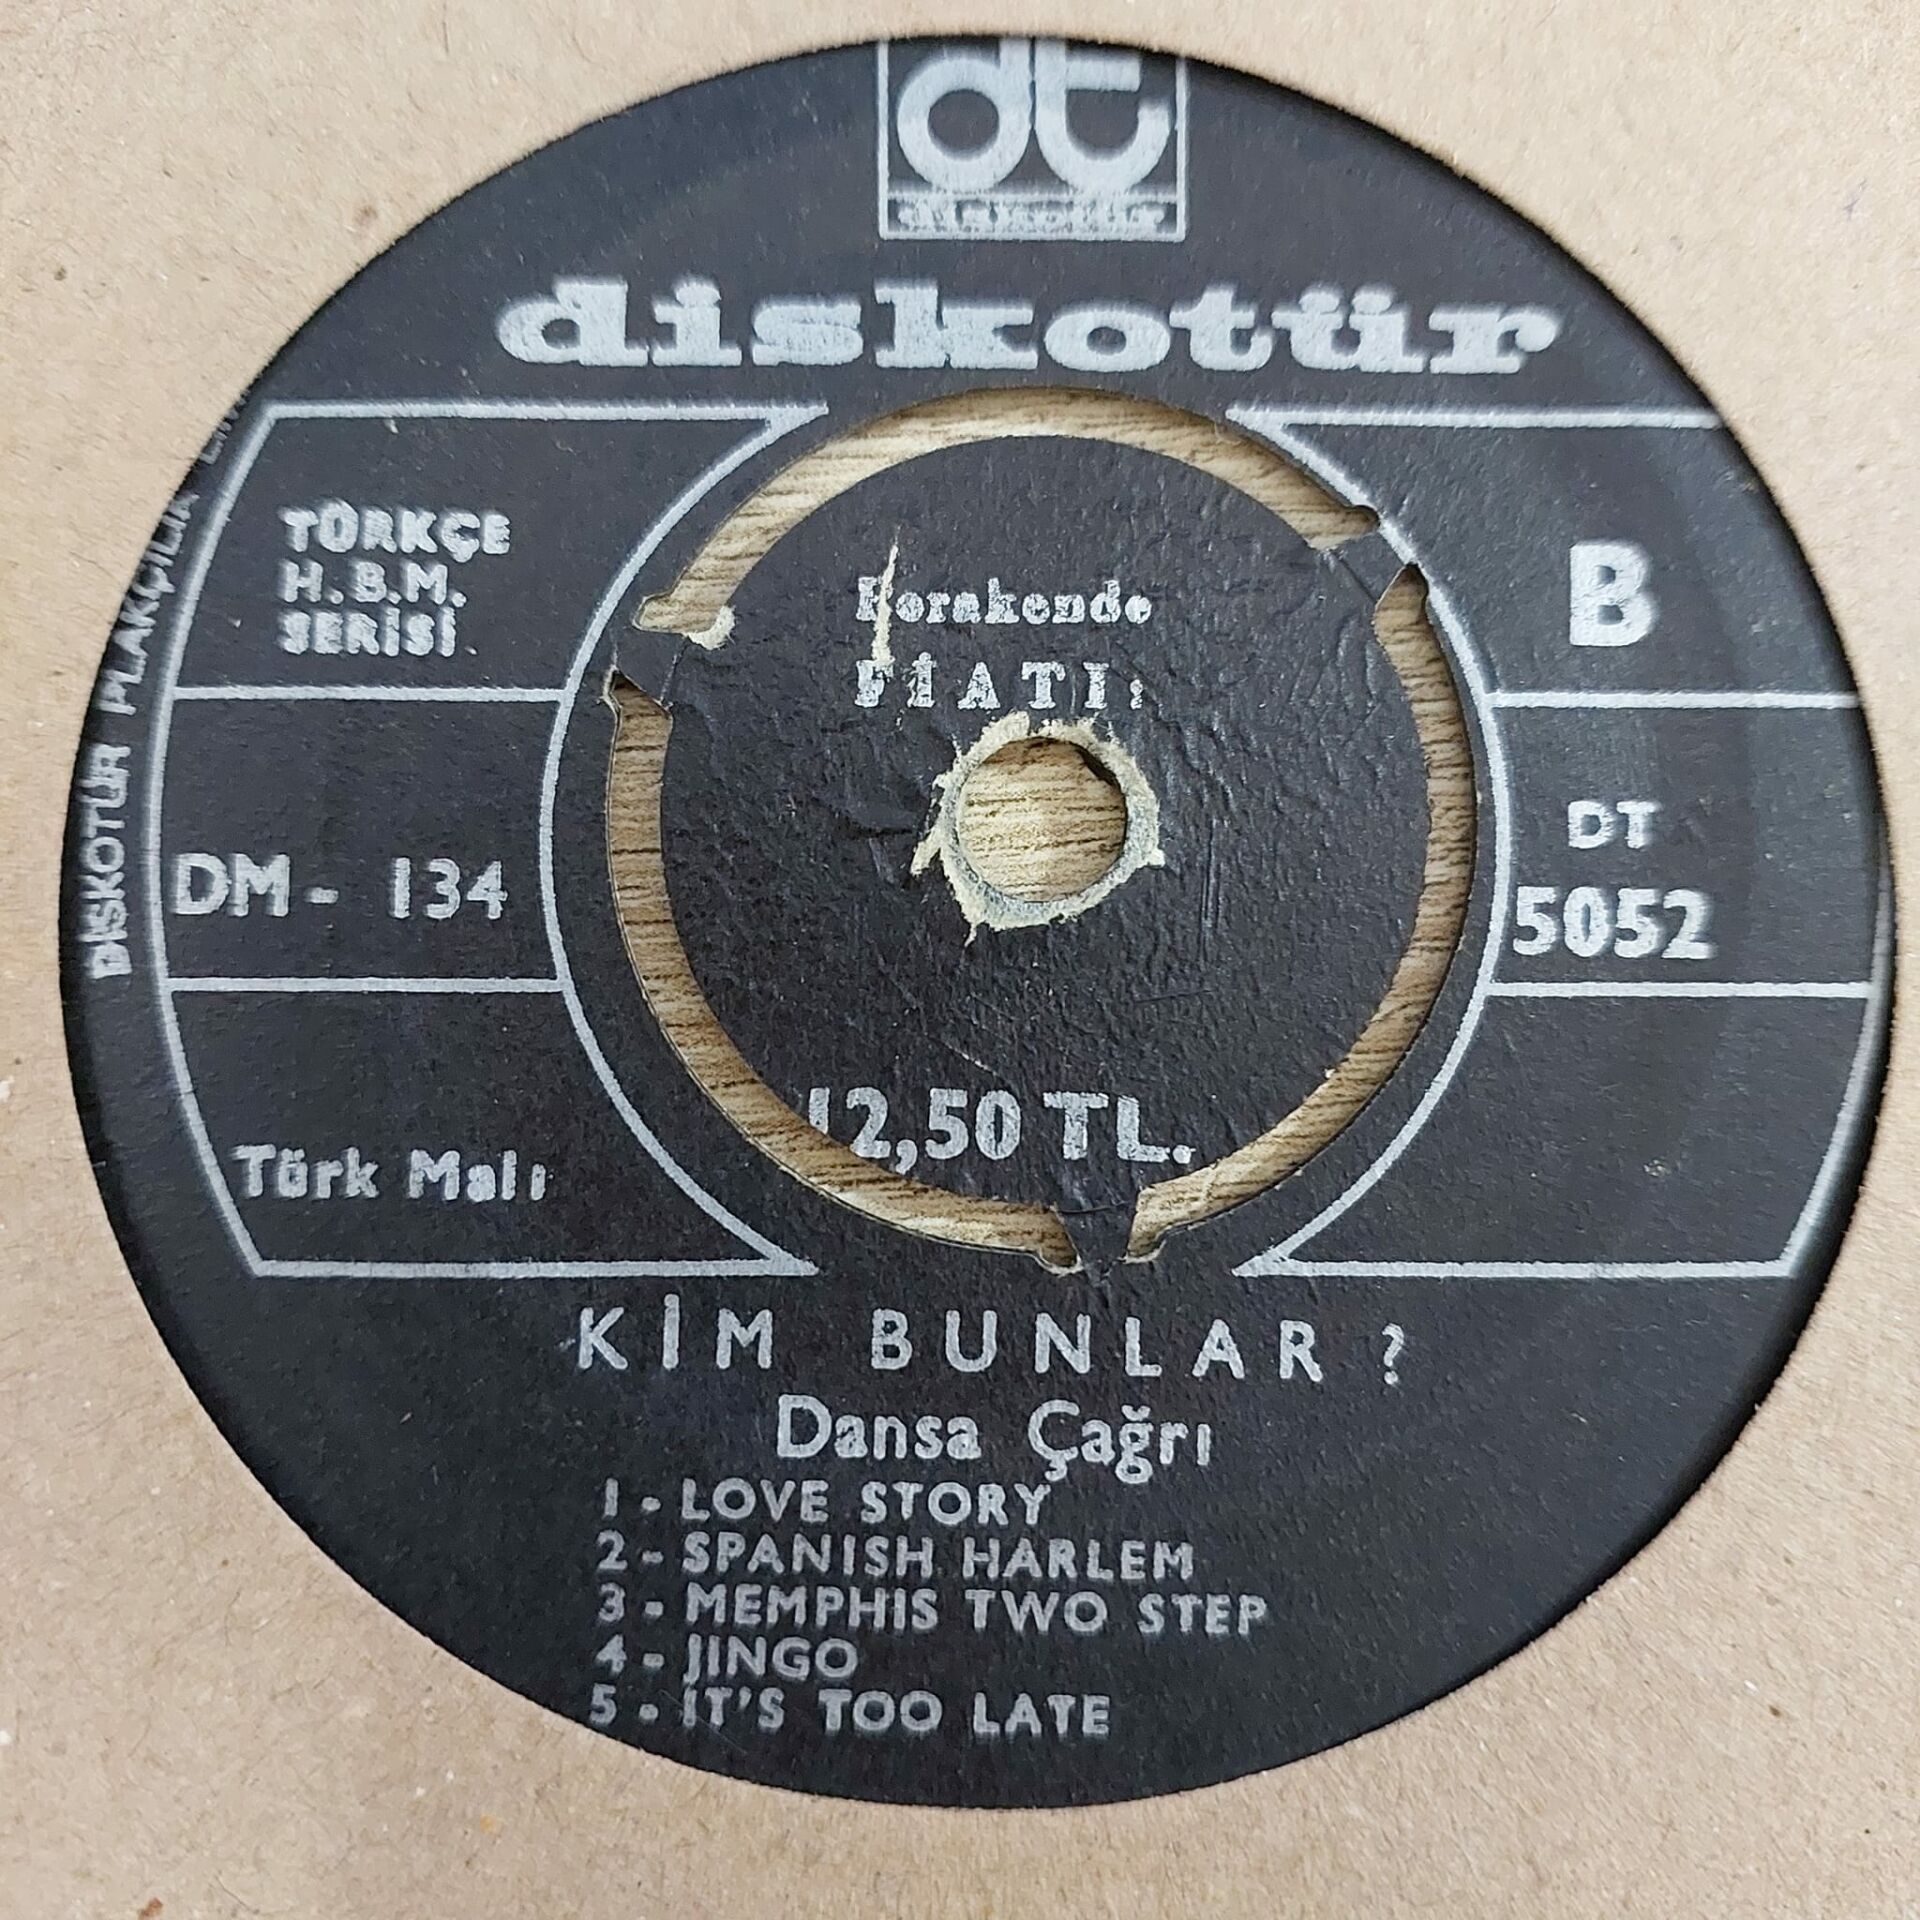 dt
diskotür
diskotür
DİSKOTÜR PLAKÇILIK
TÜRKÇE
H.B.M.
SERİSİ.
Perakende
FİATI:
B
DM- 134
DT
5052
12,50 TL.
Türk Malı
KİM BUNLAR?
Dansa Çağrı
1 - LOVE STORY
2 - SPANISH HARLEM
3 - MEMPHIS TWO STEP
4 - JINGO
5 - IT'S TOO LATE